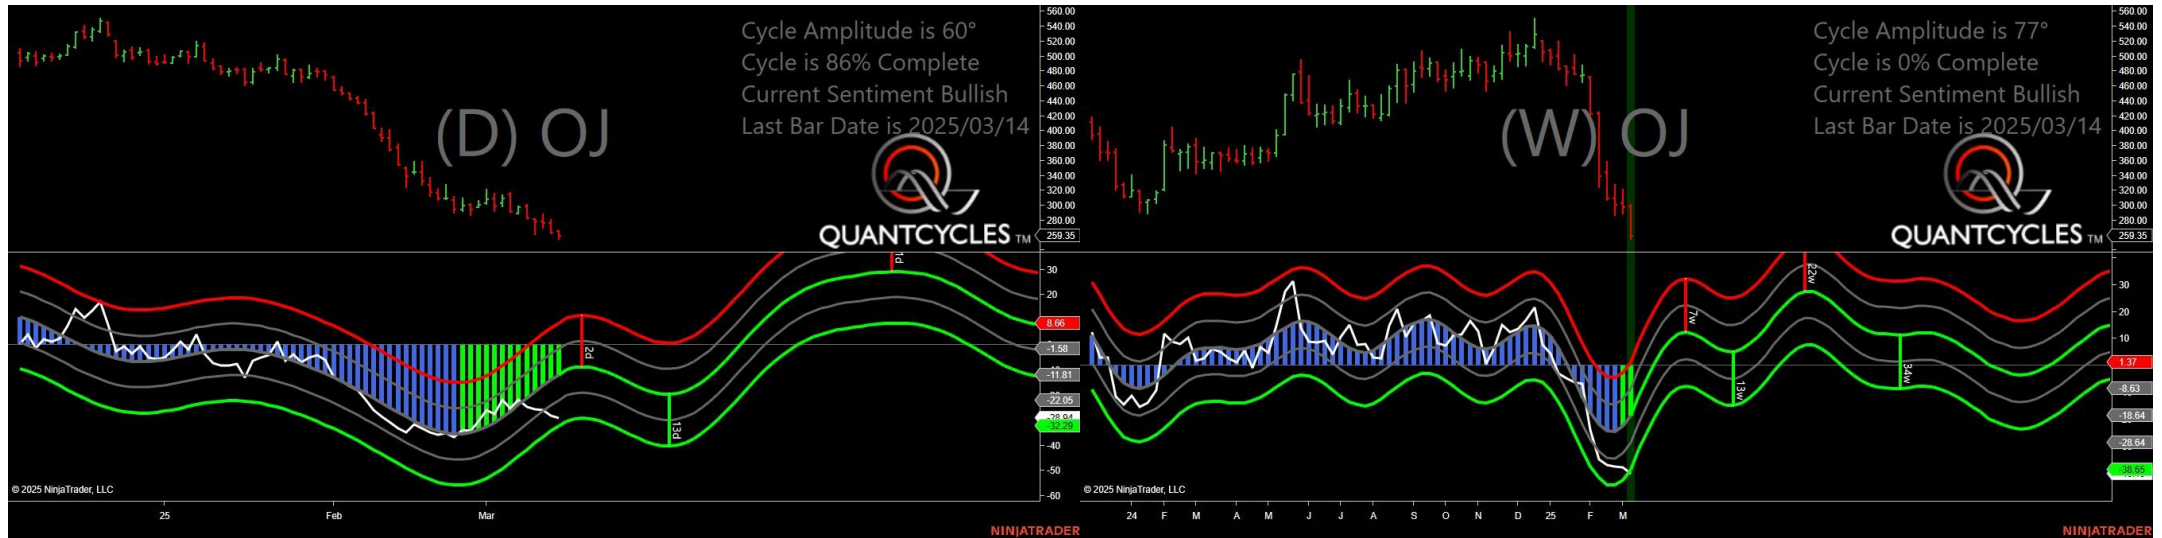 Cycle Amplitude is 60°
Cycle is 86% Complete
Current Sentiment Bullish
Last Bar Date is 2025/03/14
(D) OJ
QUANTCYCLES TM
560.00
540.00
520.00
500.00
480.00
460.00
440.00
420.00
400.00
380.00
360.00
340.00
320.00
300.00
280.00
259.35
1d
2d
13d
30
20
8.66
-1.58
-11.81
-22.05
-28.94
-32.29
-40
-50
-60
© 2025 NinjaTrader, LLC
25 Feb Mar
NINJATRADER
Cycle Amplitude is 77°
Cycle is 0% Complete
Current Sentiment Bullish
Last Bar Date is 2025/03/14
(W) OJ
QUANTCYCLES TM
560.00
540.00
520.00
500.00
480.00
460.00
440.00
420.00
400.00
380.00
360.00
340.00
320.00
300.00
280.00
259.35
7w
13w
22w
34w
30
20
10
1.37
-8.63
-18.64
-28.64
-38.65
© 2025 NinjaTrader, LLC
24 F M A M J J A S O N D 25 F M
NINJATRADER